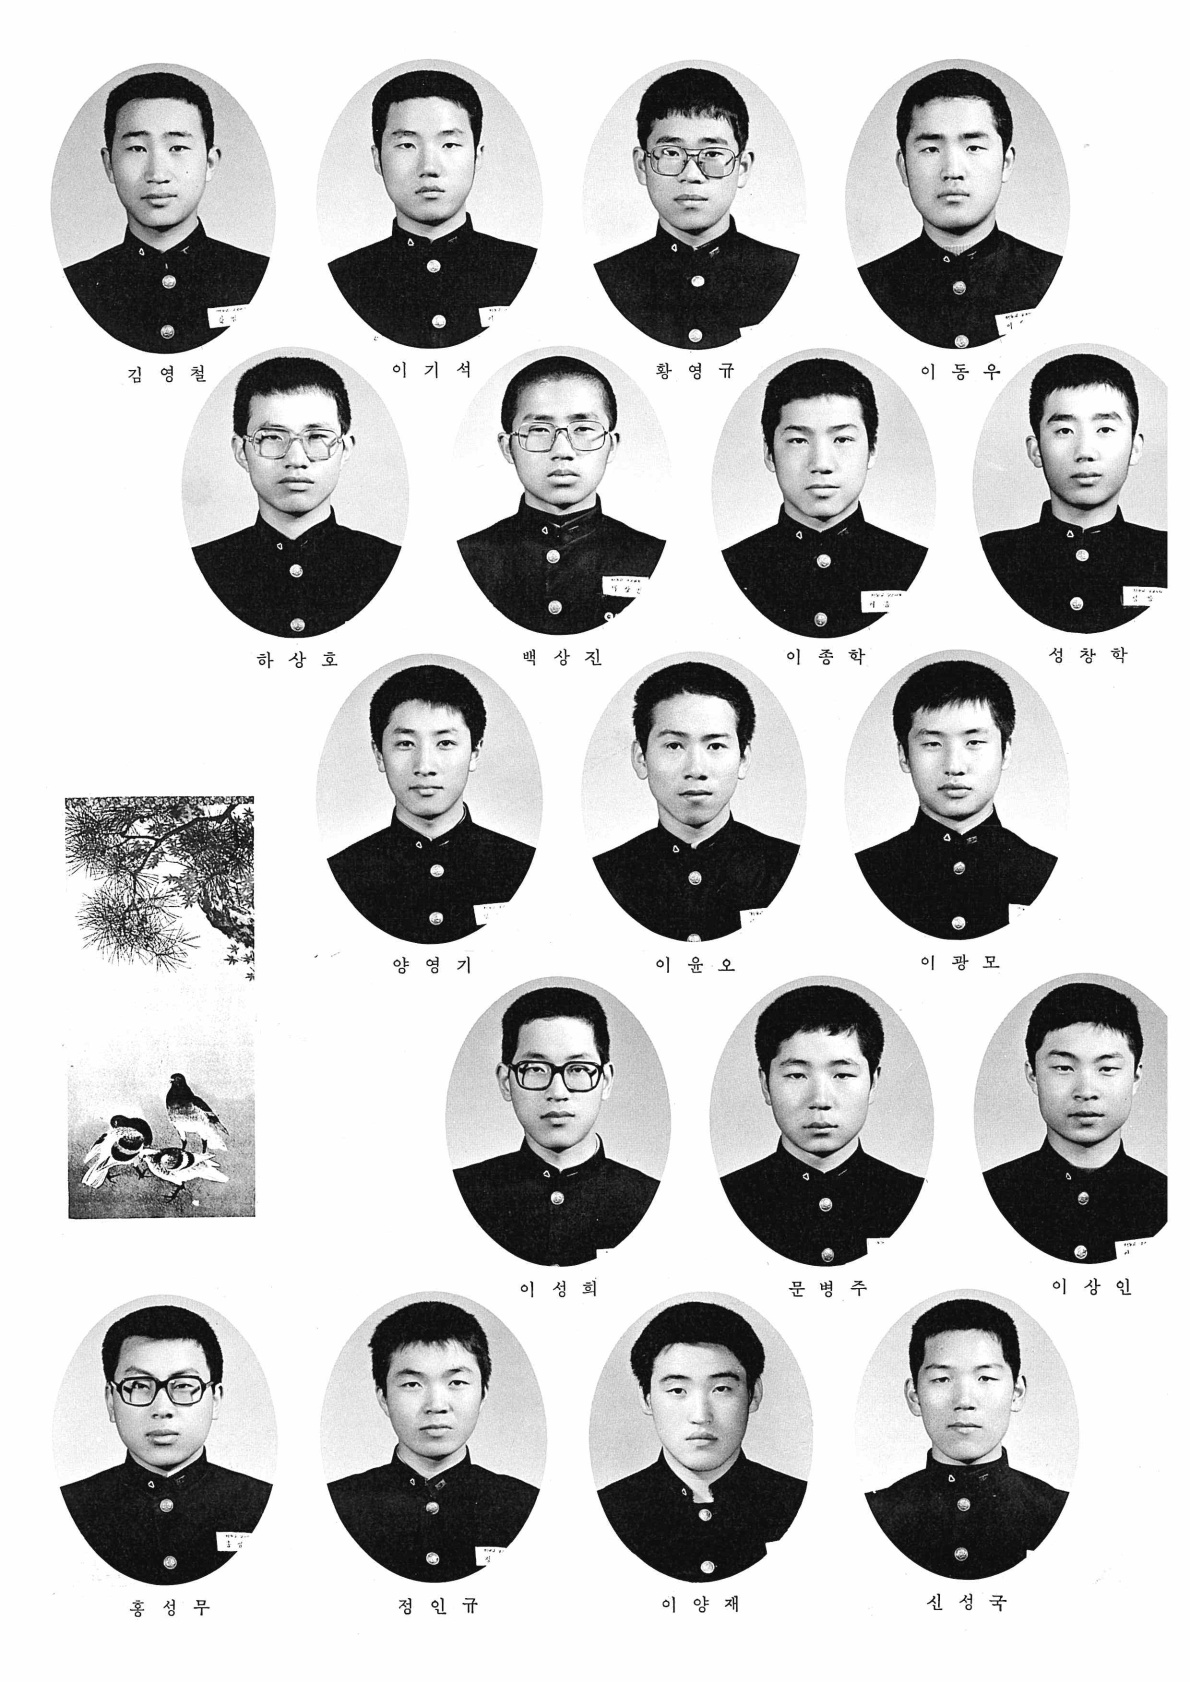 김영철 이기석 황영규 이동우
하상호 백상진 이종학 성창학
양영기 이윤오 이광모
이성희 문병주 이상인
홍성무 정인규 이양재 신성국